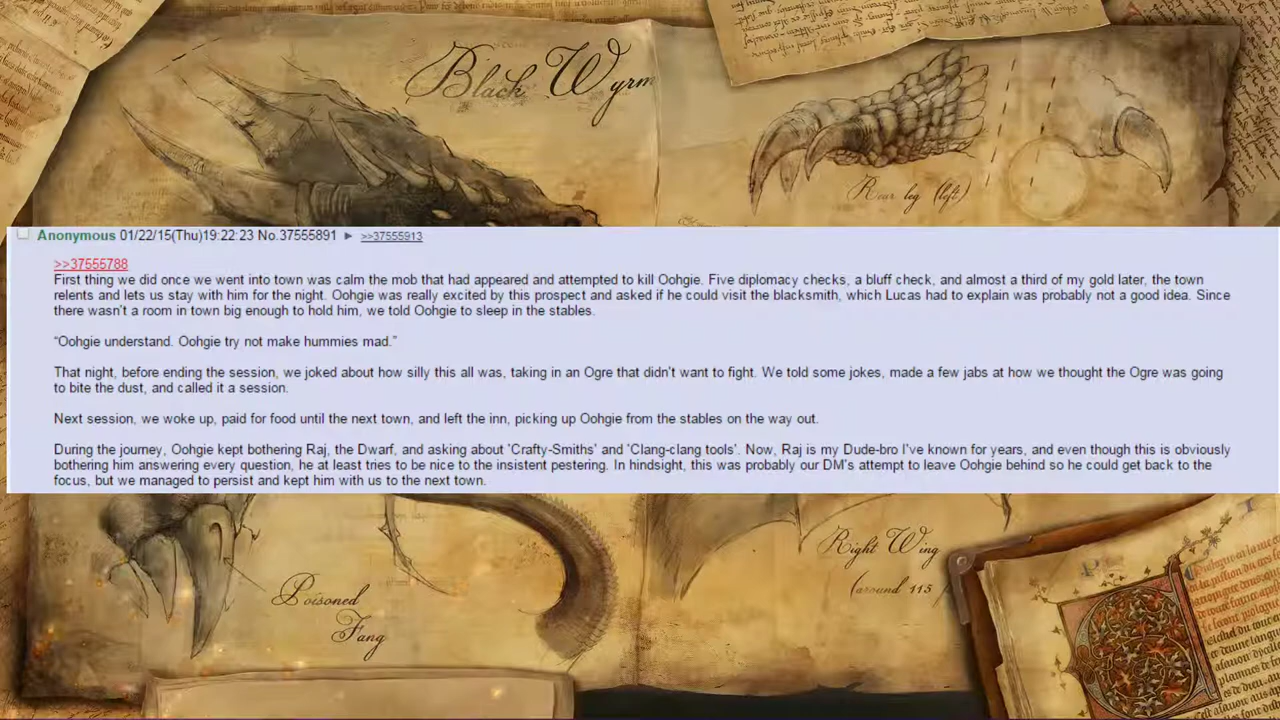 Black Wyrm
Rear leg (left)
Anonymous 01/22/15(Thu)19:22:23 No.37555891 ▶ >>37555913
>>37555788
First thing we did once we went into town was calm the mob that had appeared and attempted to kill Oohgie. Five diplomacy checks, a bluff check, and almost a third of my gold later, the town
relents and lets us stay with him for the night. Oohgie was really excited by this prospect and asked if he could visit the blacksmith, which Lucas had to explain was probably not a good idea. Since
there wasn't a room in town big enough to hold him, we told Oohgie to sleep in the stables.
“Oohgie understand. Oohgie try not make hummies mad.”
That night, before ending the session, we joked about how silly this all was, taking in an Ogre that didn't want to fight. We told some jokes, made a few jabs at how we thought the Ogre was going
to bite the dust, and called it a session.
Next session, we woke up, paid for food until the next town, and left the inn, picking up Oohgie from the stables on the way out.
During the journey, Oohgie kept bothering Raj, the Dwarf, and asking about 'Crafty-Smiths' and 'Clang-clang tools'. Now, Raj is my Dude-bro I've known for years, and even though this is obviously
bothering him answering every question, he at least tries to be nice to the insistent pestering. In hindsight, this was probably our DM's attempt to leave Oohgie behind so he could get back to the
focus, but we managed to persist and kept him with us to the next town.
Right Wing
(around 115
Poisoned
Fang